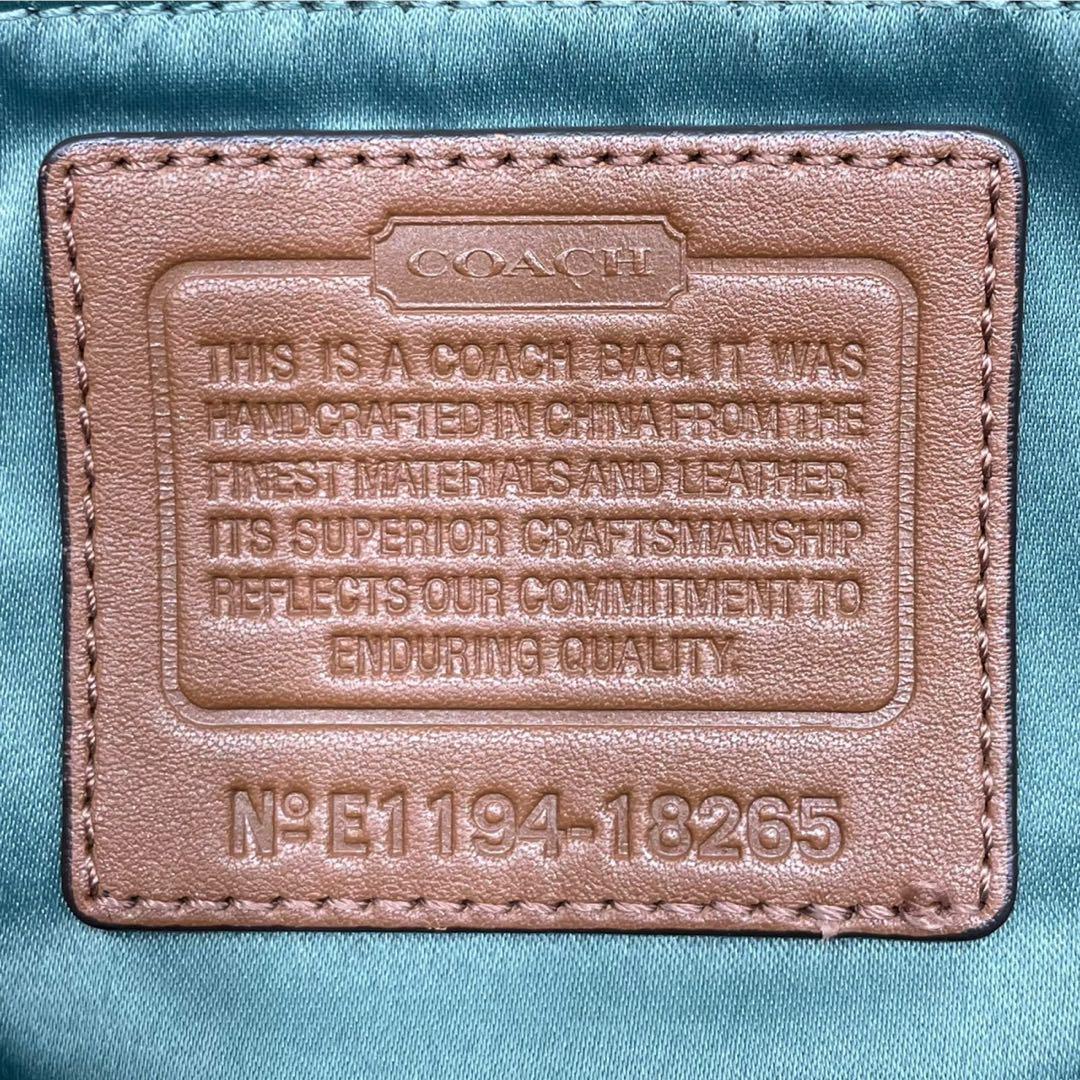 COACH
THIS IS A COACH BAG. IT WAS
HANDCRAFTED IN CHINA FROM THE
FINEST MATERIALS AND LEATHER.
ITS SUPERIOR CRAFTSMANSHIP
REFLECTS OUR COMMITMENT TO
ENDURING QUALITY.
Nº E1194-18265